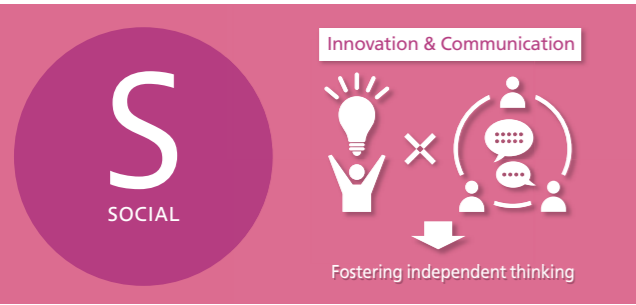 S
SOCIAL
Innovation & Communication
Fostering independent thinking